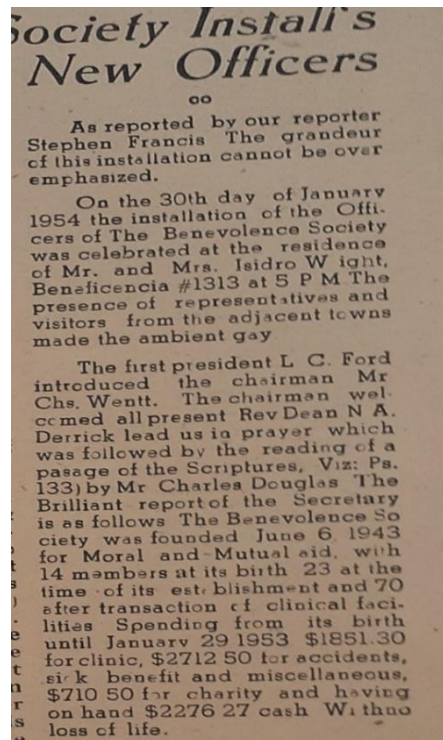 Society Install's
New Officers
oo
As reported by our reporter
Stephen Francis The grandeur
of this installation cannot be over
emphasized.
On the 30th day of January
1954 the installation of the Offi-
cers of The Benevolence Society
was celebrated at the residence
of Mr. and Mrs. Isidro W ight,
Beneficencia #1313 at 5 P M The
presence of representatives and
visitors from the adjacent towns
made the ambient gay
The first president L C. Ford
introduced the chairman Mr
Chs. Wentt. The chairman wel-
comed all present Rev Dean N A.
Derrick lead us in prayer which
was followed by the reading of a
pasage of the Scriptures, Viz: Ps.
133) by Mr Charles Douglas The
Brilliant report of the Secretary
is as follows The Benevolence So
ciety was founded June 6 1943
for Moral and Mutual aid, with
14 members at its birth 23 at the
time of its est blishment and 70
after transaction of clinical faci-
lities Spending from its birth
until January 29 1953 $1851.30
for clinic, $2712 50 for accidents,
sick benefit and miscellaneous,
$710 50 for charity and having
on hand $2276 27 cash Withno
loss of life.